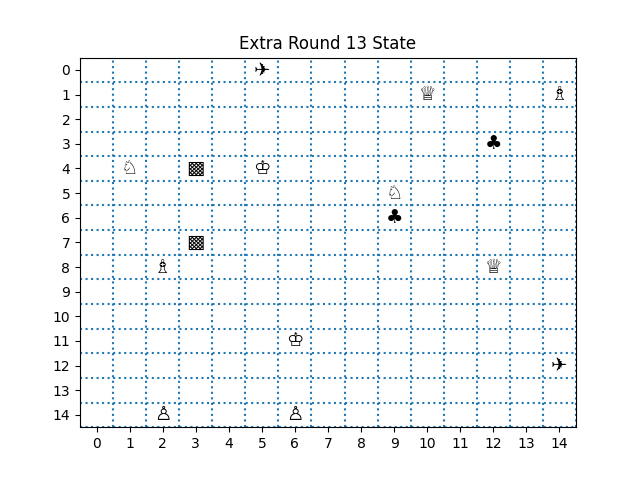 Extra Round 13 State
0 ✈
1 ♕ ♗
2
3 ♣
4 ♘ ▩ ♔
5 ♘
6 ♣
7 ▩
8 ♗ ♕
9
10
11 ♔
12 ✈
13
14 ♙ ♙
0 1 2 3 4 5 6 7 8 9 10 11 12 13 14